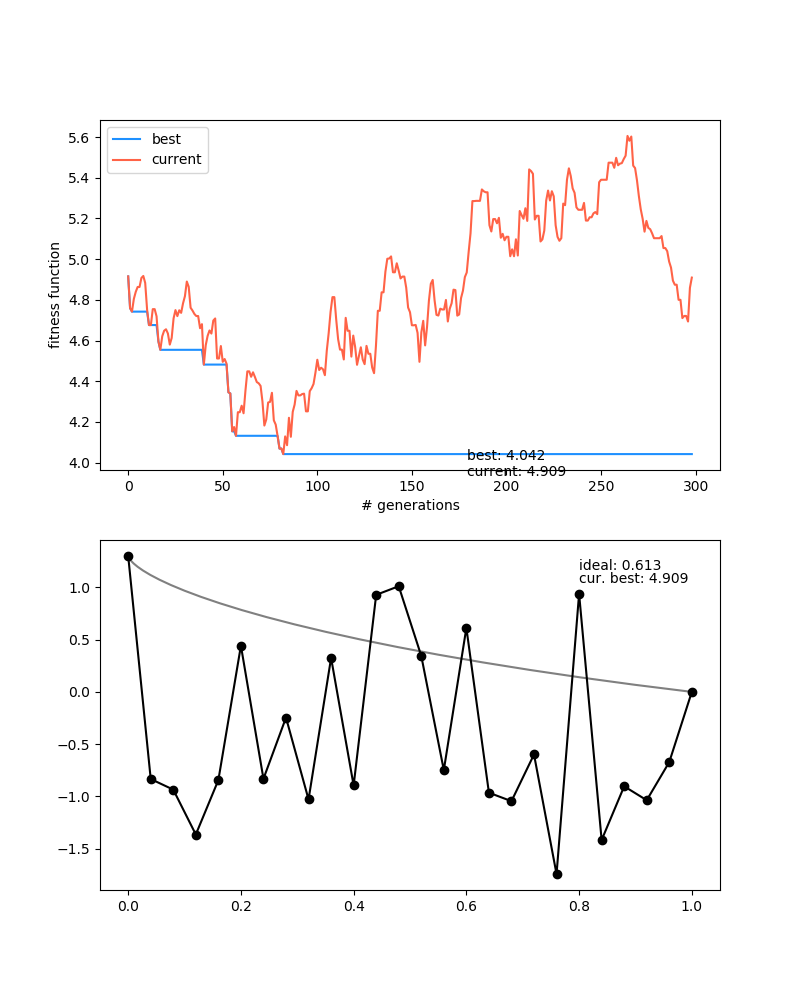 best
current
5.6
5.4
5.2
5.0
4.8
4.6
4.4
4.2
4.0
fitness function
best: 4.042
current: 4.909
0 50 100 150 200 250 300
# generations
ideal: 0.613
cur. best: 4.909
1.0
0.5
0.0
−0.5
−1.0
−1.5
0.0 0.2 0.4 0.6 0.8 1.0